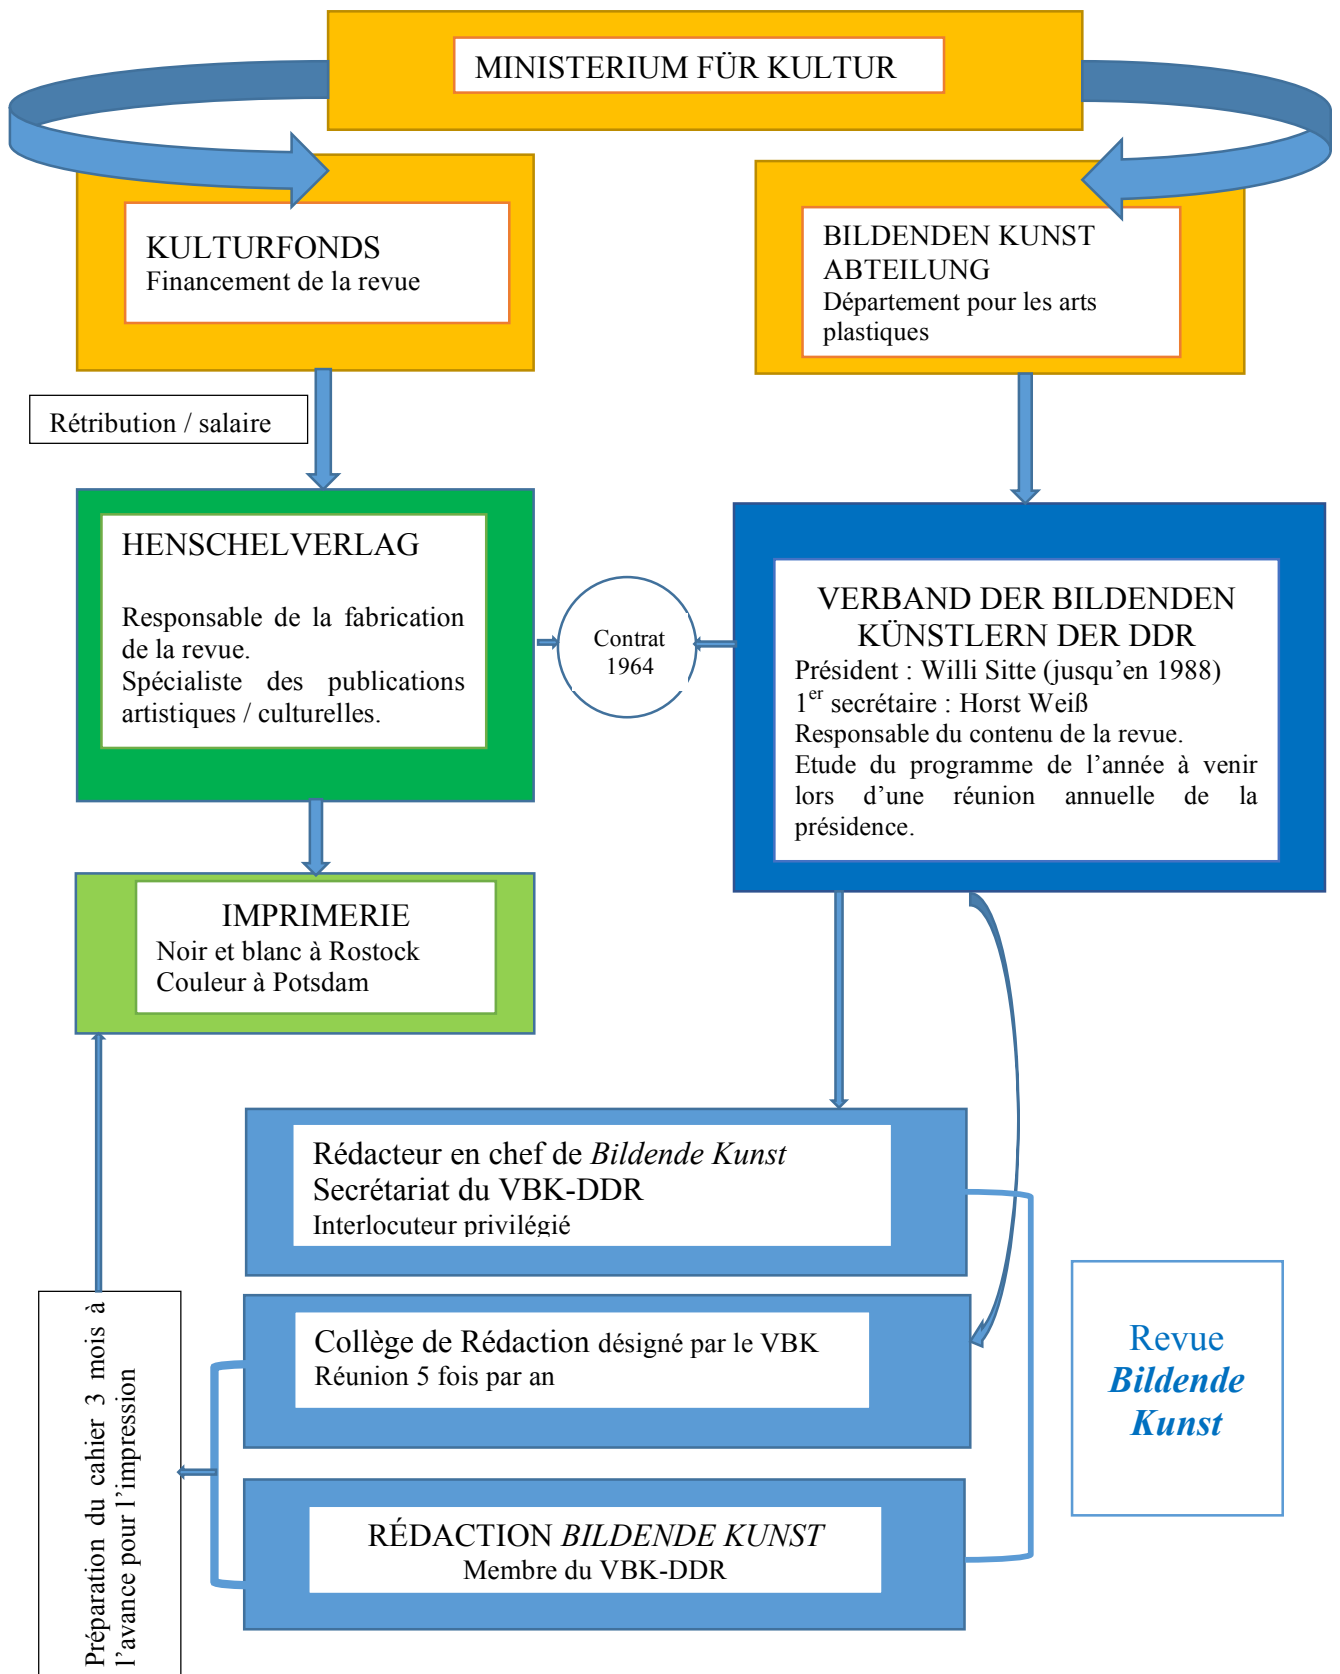 MINISTERIUM FÜR KULTUR
KULTURFONDS
Financement de la revue
BILDENDEN KUNST
ABTEILUNG
Département pour les arts
plastiques
Rétribution / salaire
HENSCHELVERLAG
Responsable de la fabrication
de la revue.
Spécialiste des publications
artistiques / culturelles.
Contrat
1964
VERBAND DER BILDENDEN
KÜNSTLERN DER DDR
Président : Willi Sitte (jusqu'en 1988)
1er secrétaire : Horst Weiß
Responsable du contenu de la revue.
Etude du programme de l'année à venir
lors d'une réunion annuelle de la
présidence.
IMPRIMERIE
Noir et blanc à Rostock
Couleur à Potsdam
Rédacteur en chef de Bildende Kunst
Secrétariat du VBK-DDR
Interlocuteur privilégié
Collège de Rédaction désigné par le VBK
Réunion 5 fois par an
RÉDACTION BILDENDE KUNST
Membre du VBK-DDR
Préparation du cahier 3 mois à
l'avance pour l'impression
Revue
Bildende
Kunst